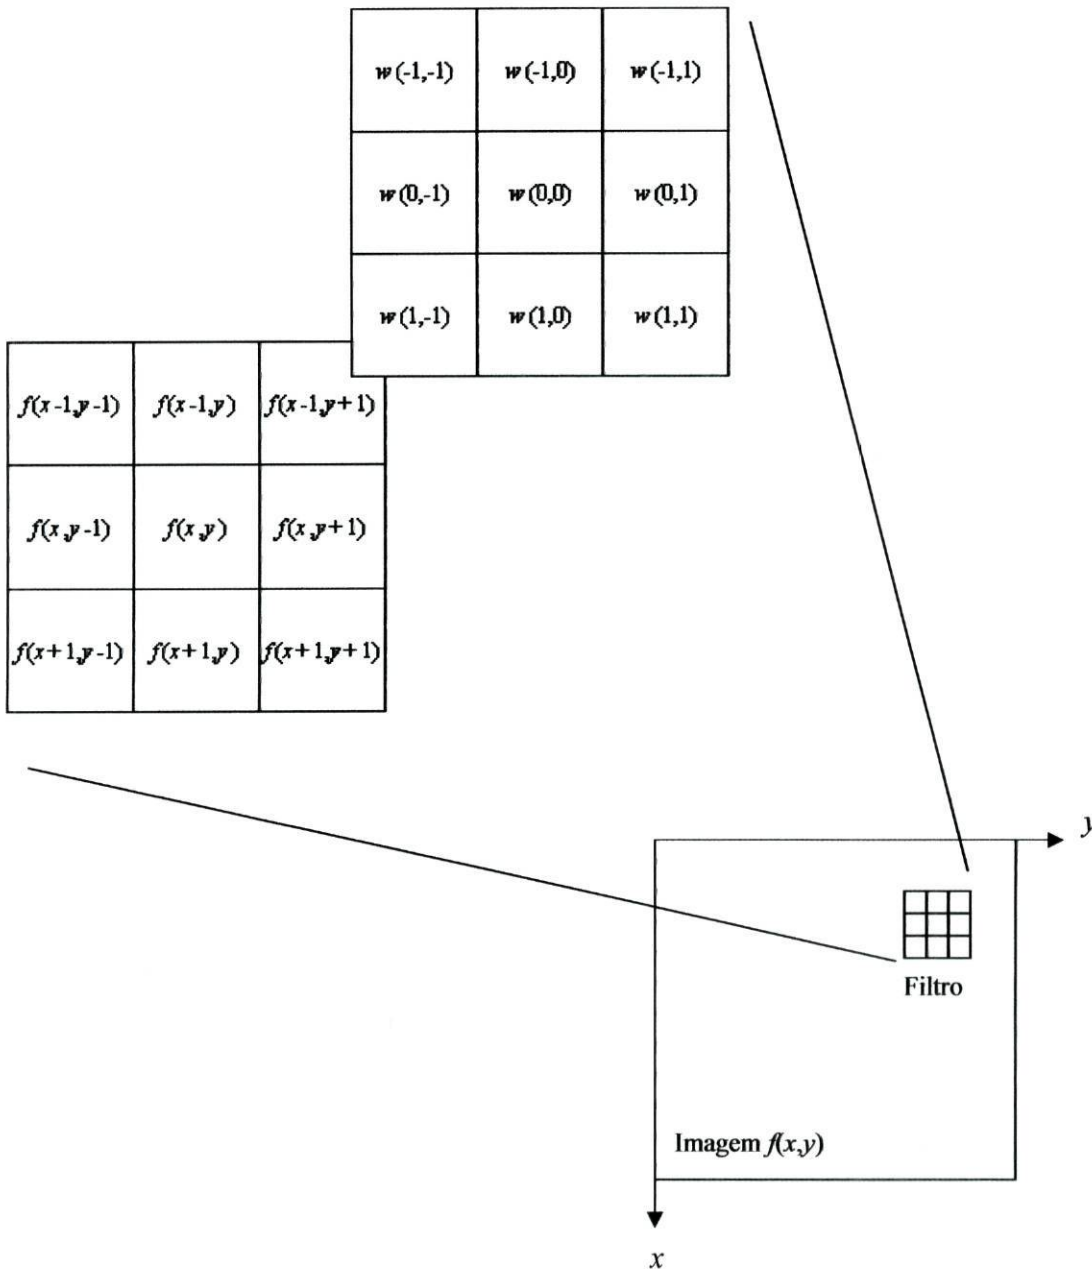 w(-1,-1) w(-1,0) w(-1,1)
w(0,-1) w(0,0) w(0,1)
w(1,-1) w(1,0) w(1,1)
f(x-1,y-1) f(x-1,y) f(x-1,y+1)
f(x,y-1) f(x,y) f(x,y+1)
f(x+1,y-1) f(x+1,y) f(x+1,y+1)
y
Filtro
Imagem f(x,y)
x